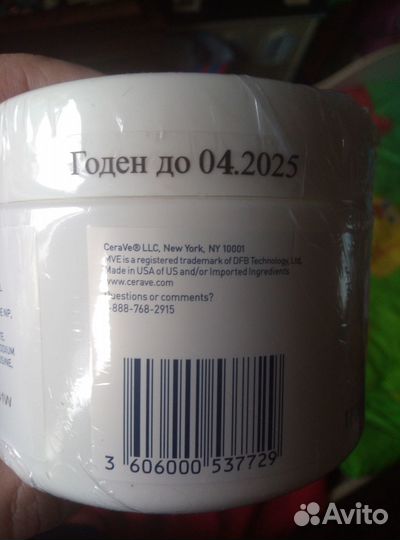 Годен до 04.2025
CeraVe® LLC, New York, NY 10001
MVE is a registered trademark of DFB Technology, Ltd.
Made in USA of US and/or Imported Ingredients
www.cerave.com
Questions or comments?
1-888-768-2915
3 606000 537729
Avito